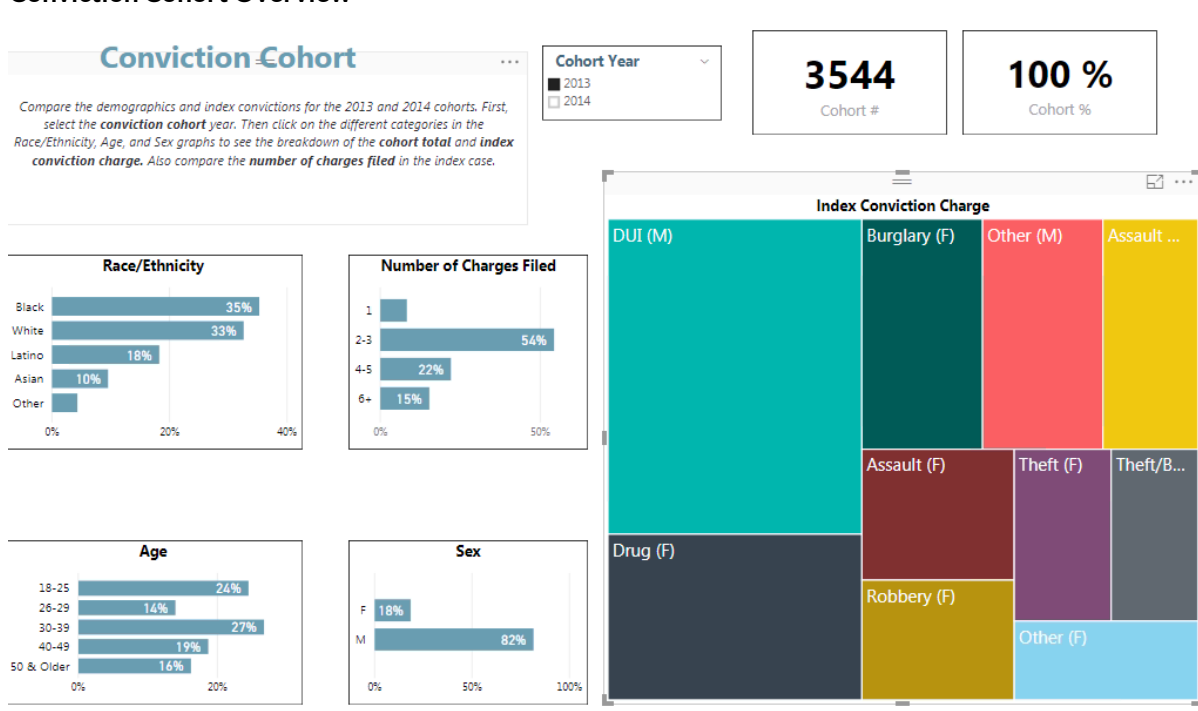 Conviction Cohort
Compare the demographics and index convictions for the 2013 and 2014 cohorts. First,
select the conviction cohort year. Then click on the different categories in the
Race/Ethnicity, Age, and Sex graphs to see the breakdown of the cohort total and index
conviction charge. Also compare the number of charges filed in the index case.
Cohort Year
2013
2014
3544
Cohort #
100 %
Cohort %
Race/Ethnicity
Black 35%
White 33%
Latino 18%
Asian 10%
Other
0% 20% 40%
Number of Charges Filed
1
2-3 54%
4-5 22%
6+ 15%
0% 50%
Index Conviction Charge
DUI (M)
Burglary (F)
Other (M)
Assault ...
Assault (F)
Theft (F)
Theft/B...
Drug (F)
Robbery (F)
Other (F)
Age
18-25 24%
26-29 14%
30-39 27%
40-49 19%
50 & Older 16%
0% 20%
Sex
F 18%
M 82%
0% 50% 100%